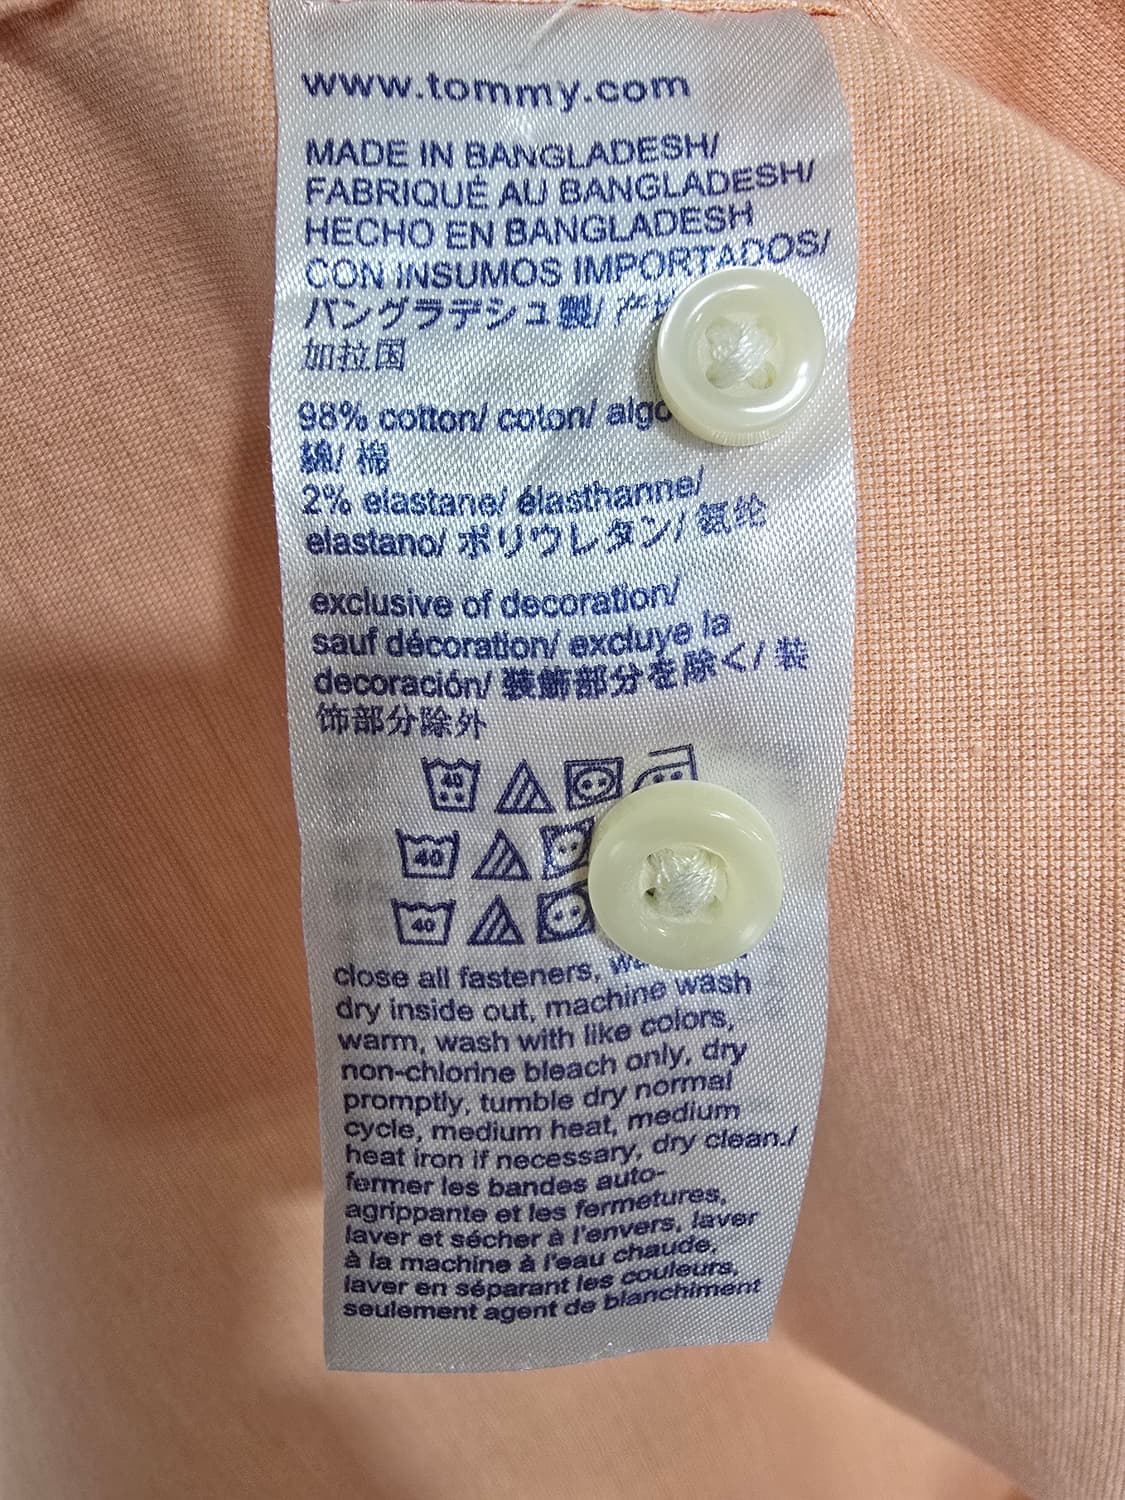 www.tommy.com
MADE IN BANGLADESH/
FABRIQUÉ AU BANGLADESH/
HECHO EN BANGLADESH
CON INSUMOS IMPORTADOS/
バングラデシュ製/ 产
加拉国
98% cotton/ coton/
綿/ 棉
2% elastane/ élasthanne/
elastano/ ポリウレタン/ 氨纶
exclusive of decoration/
sauf décoration/ excluye la
decoración/ 装飾部分を除く/ 装
饰部分除外
40
40
40
close all fasteners,
dry inside out, machine wash
warm, wash with like colors,
non-chlorine bleach only, dry
promptly, tumble dry normal
cycle, medium heat, medium
heat iron if necessary, dry clean./
fermer les bandes auto-
agrippante et les fermetures,
laver et sécher à l'envers, laver
à la machine à l'eau chaude,
laver en séparant les couleurs,
seulement agent de blanchiment